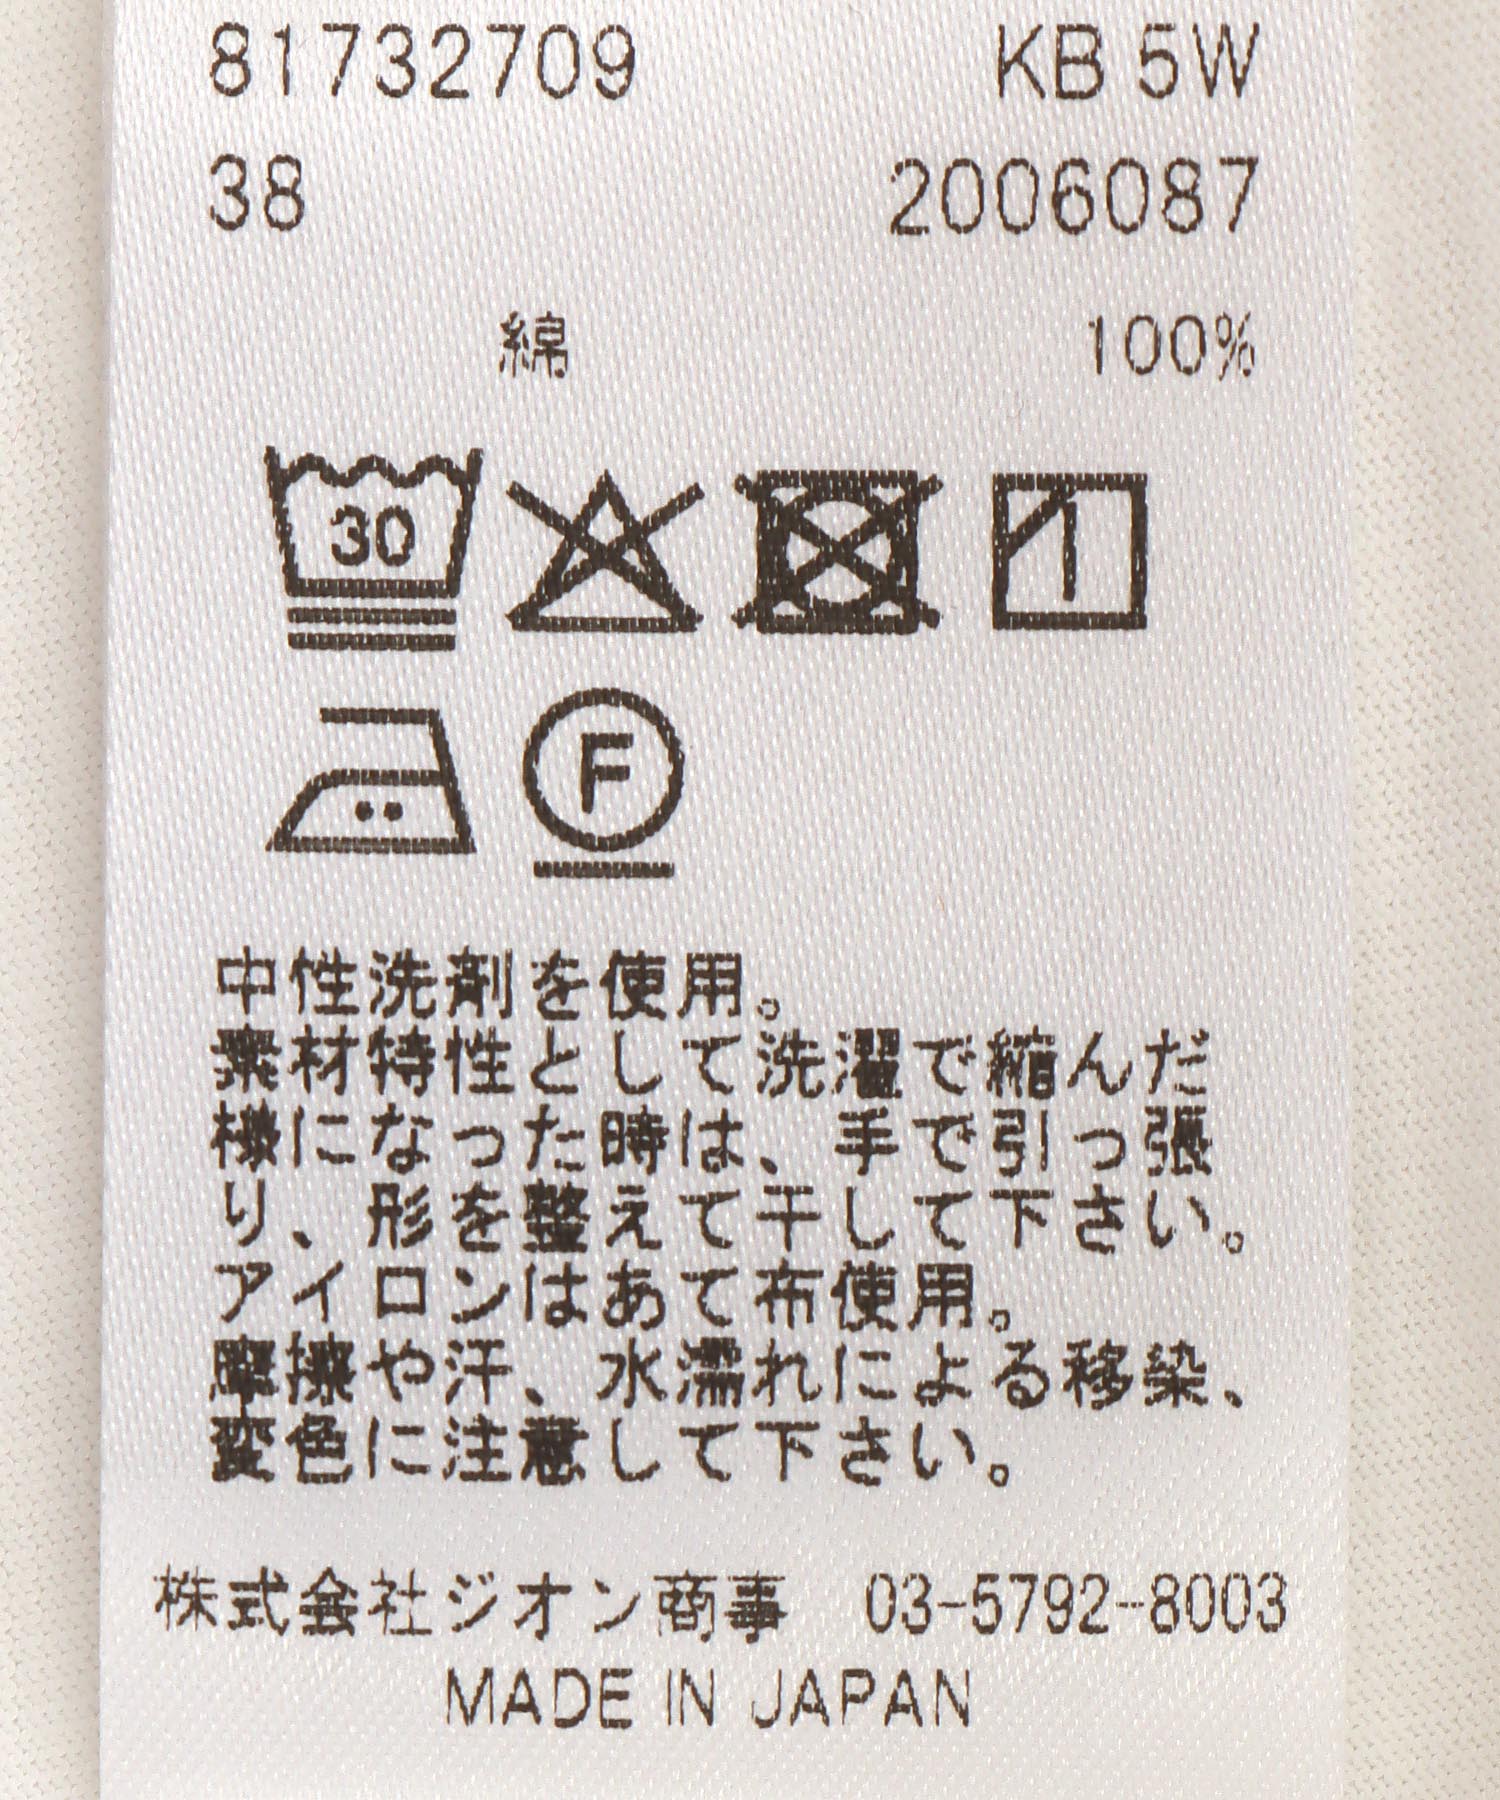 81732709 KB 5W
38 2006087
綿 100%
30
F
中性洗剤を使用。
素材特性として洗濯で縮んだ
様になった時は、手で引っ張
り、形を整えて干して下さい。
アイロンはあて布使用。
摩擦や汗、水濡れによる移染、
変色に注意して下さい。
株式会社ジオン商事 03-5792-8003
MADE IN JAPAN